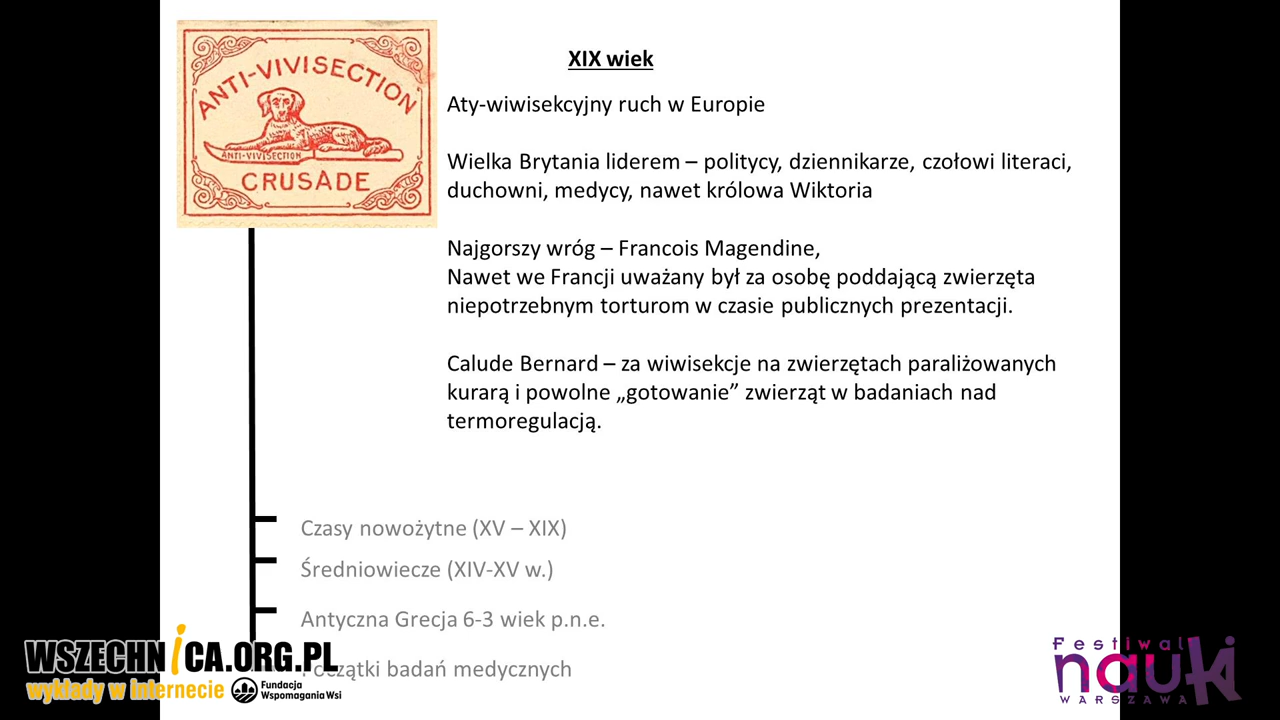 ANTI-VIVISECTION
ANTI-VIVISECTION
CRUSADE
XIX wiek
Aty-wiwisekcyjny ruch w Europie
Wielka Brytania liderem – politycy, dziennikarze, czołowi literaci,
duchowni, medycy, nawet królowa Wiktoria
Najgorszy wróg – Francois Magendine,
Nawet we Francji uważany był za osobę poddającą zwierzęta
niepotrzebnym torturom w czasie publicznych prezentacji.
Calude Bernard – za wiwisekcje na zwierzętach paraliżowanych
kurarą i powolne „gotowanie” zwierząt w badaniach nad
termoregulacją.
Czasy nowożytne (XV – XIX)
Średniowiecze (XIV-XV w.)
Antyczna Grecja 6-3 wiek p.n.e.
Początki badań medycznych
WSZECHNiCA.ORG.PL
wykłady w internecie
Fundacja
Wspomagania Wsi
Festiwal
nauki
WARSZAWA